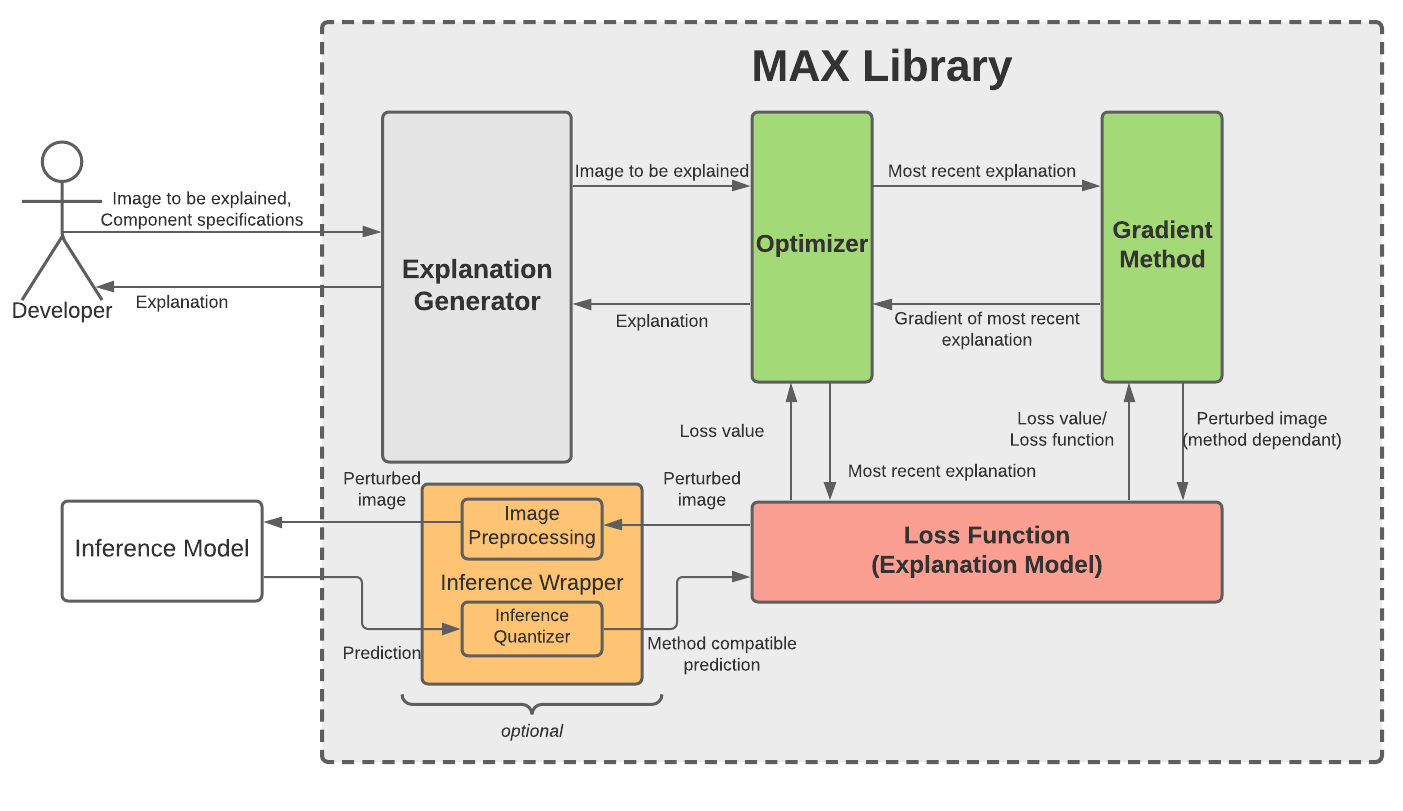 MAX Library
Image to be explained,
Component specifications
Explanation
Developer
Explanation
Generator
Image to be explained
Explanation
Optimizer
Most recent explanation
Gradient of most recent
explanation
Gradient
Method
Loss value
Most recent explanation
Loss value/
Loss function
Perturbed image
(method dependant)
Inference Model
Perturbed
image
Prediction
Image
Preprocessing
Inference Wrapper
Inference
Quantizer
Perturbed
image
Method compatible
prediction
Loss Function
(Explanation Model)
optional